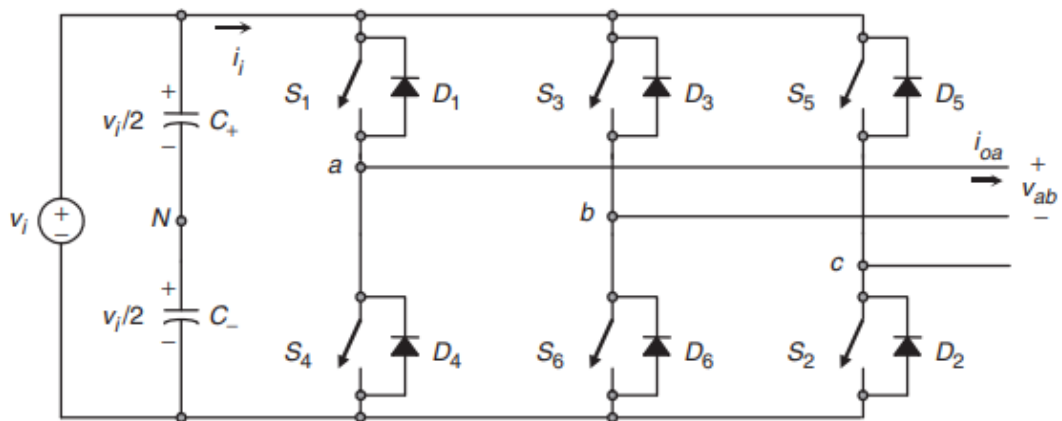 +
i_i
S_1
D_1
S_3
D_3
S_5
D_5
v_i/2
C_+
−
a
i_oa
+
v_ab
−
v_i
+
−
N
b
c
+
v_i/2
C_−
−
S_4
D_4
S_6
D_6
S_2
D_2